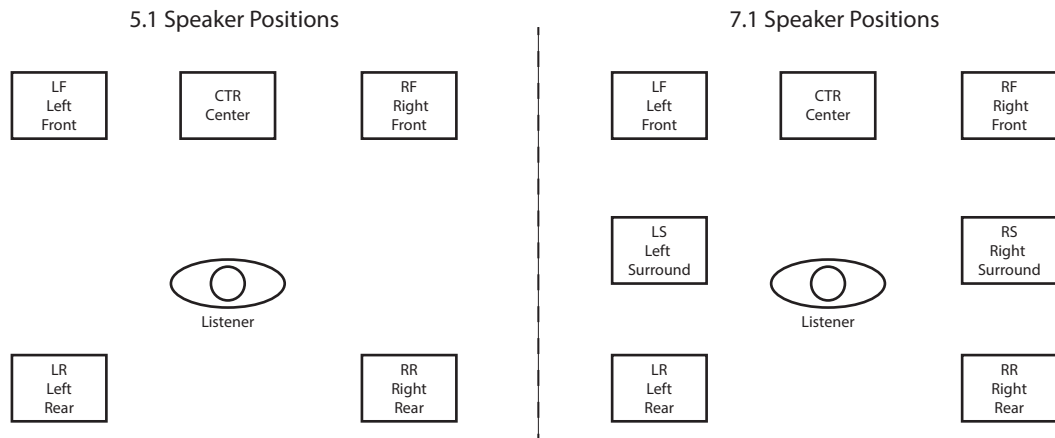 5.1 Speaker Positions
LF
Left
Front
CTR
Center
RF
Right
Front
Listener
LR
Left
Rear
RR
Right
Rear
7.1 Speaker Positions
LF
Left
Front
CTR
Center
RF
Right
Front
LS
Left
Surround
RS
Right
Surround
Listener
LR
Left
Rear
RR
Right
Rear